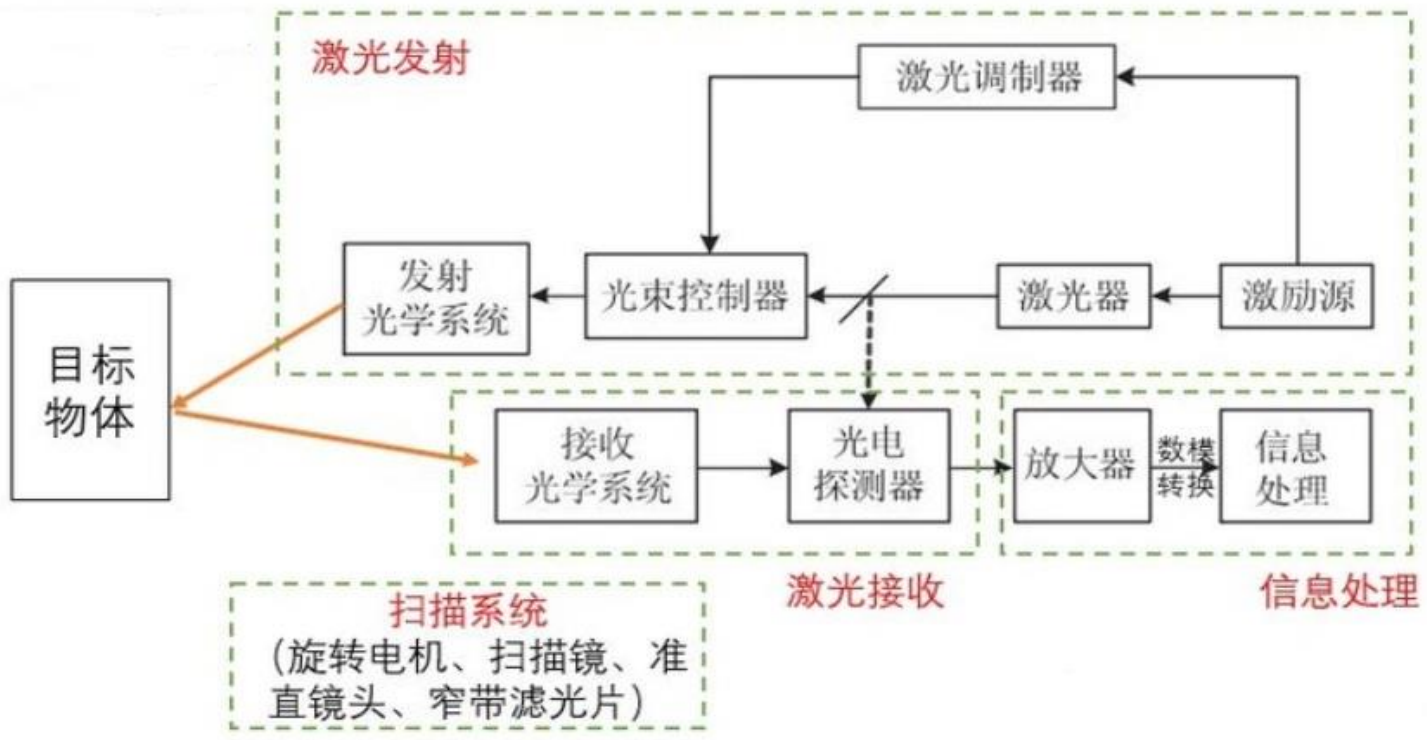 激光发射
激光调制器
发射
光学系统
光束控制器
激光器
激励源
目标
物体
接收
光学系统
光电
探测器
放大器
数模
转换
信息
处理
激光接收
信息处理
扫描系统
（旋转电机、扫描镜、准
直镜头、窄带滤光片）